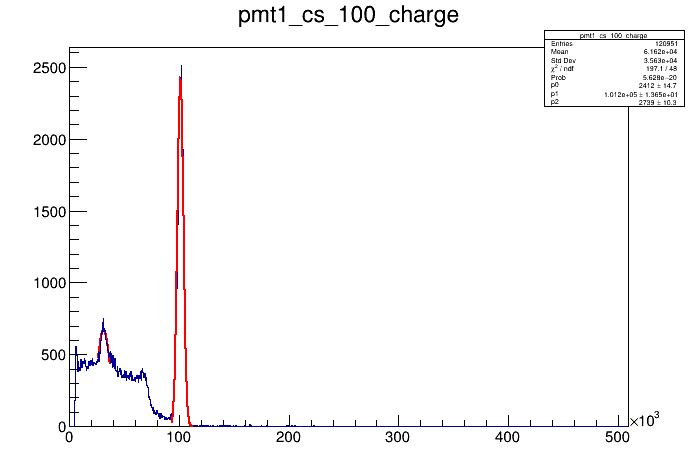 pmt1_cs_100_charge
pmt1_cs_100_charge
Entries 120951
Mean 6.162e+04
Std Dev 3.563e+04
χ² / ndf 197.1 / 48
Prob 5.628e−20
p0 2412 ± 14.7
p1 1.012e+05 ± 1.365e+01
p2 2739 ± 10.3
2500
2000
1500
1000
500
0
0 100 200 300 400 500
×10³